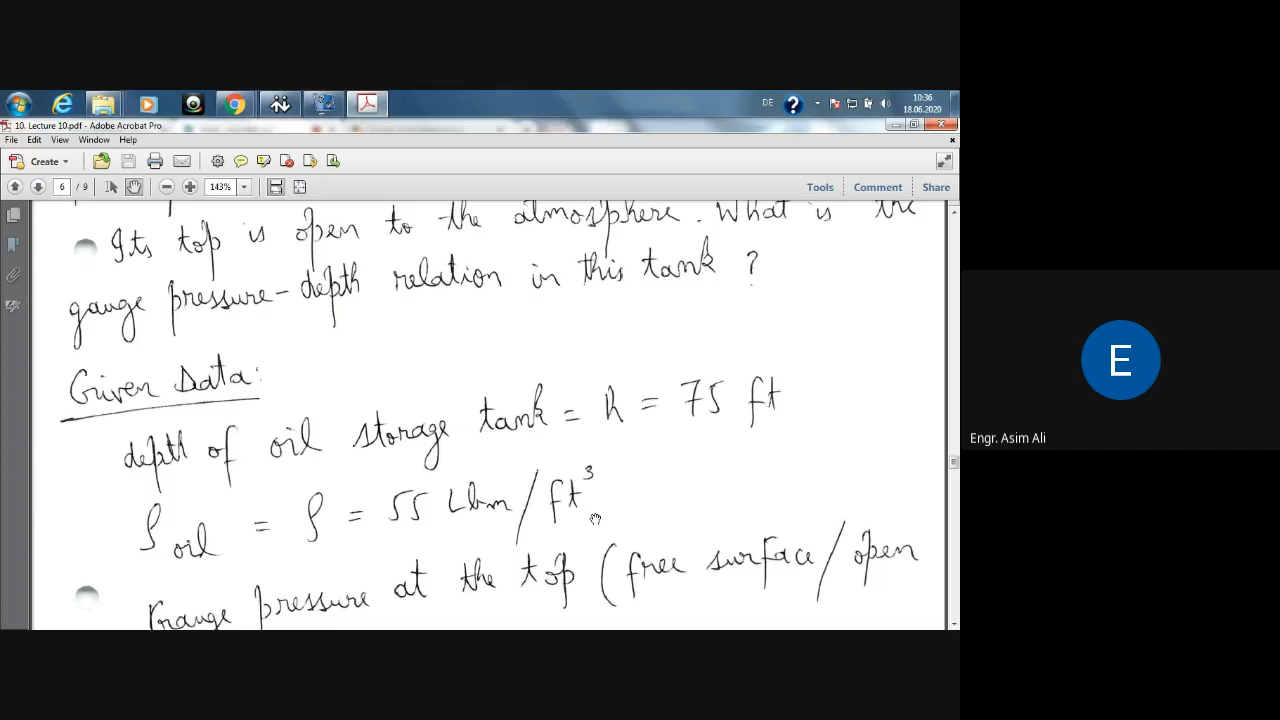 DE
10:36
18.06.2020
10. Lecture 10.pdf - Adobe Acrobat Pro
File Edit View Window Help
Create
6 / 9
143%
Tools Comment Share
Its top is open to the atmosphere. What is the
gauge pressure-depth relation in this tank ?
Given Data:
depth of oil storage tank = h = 75 ft
ρ oil = ρ = 55 Lbm/ft³
Gauge pressure at the top (free surface/open
E
Engr. Asim Ali